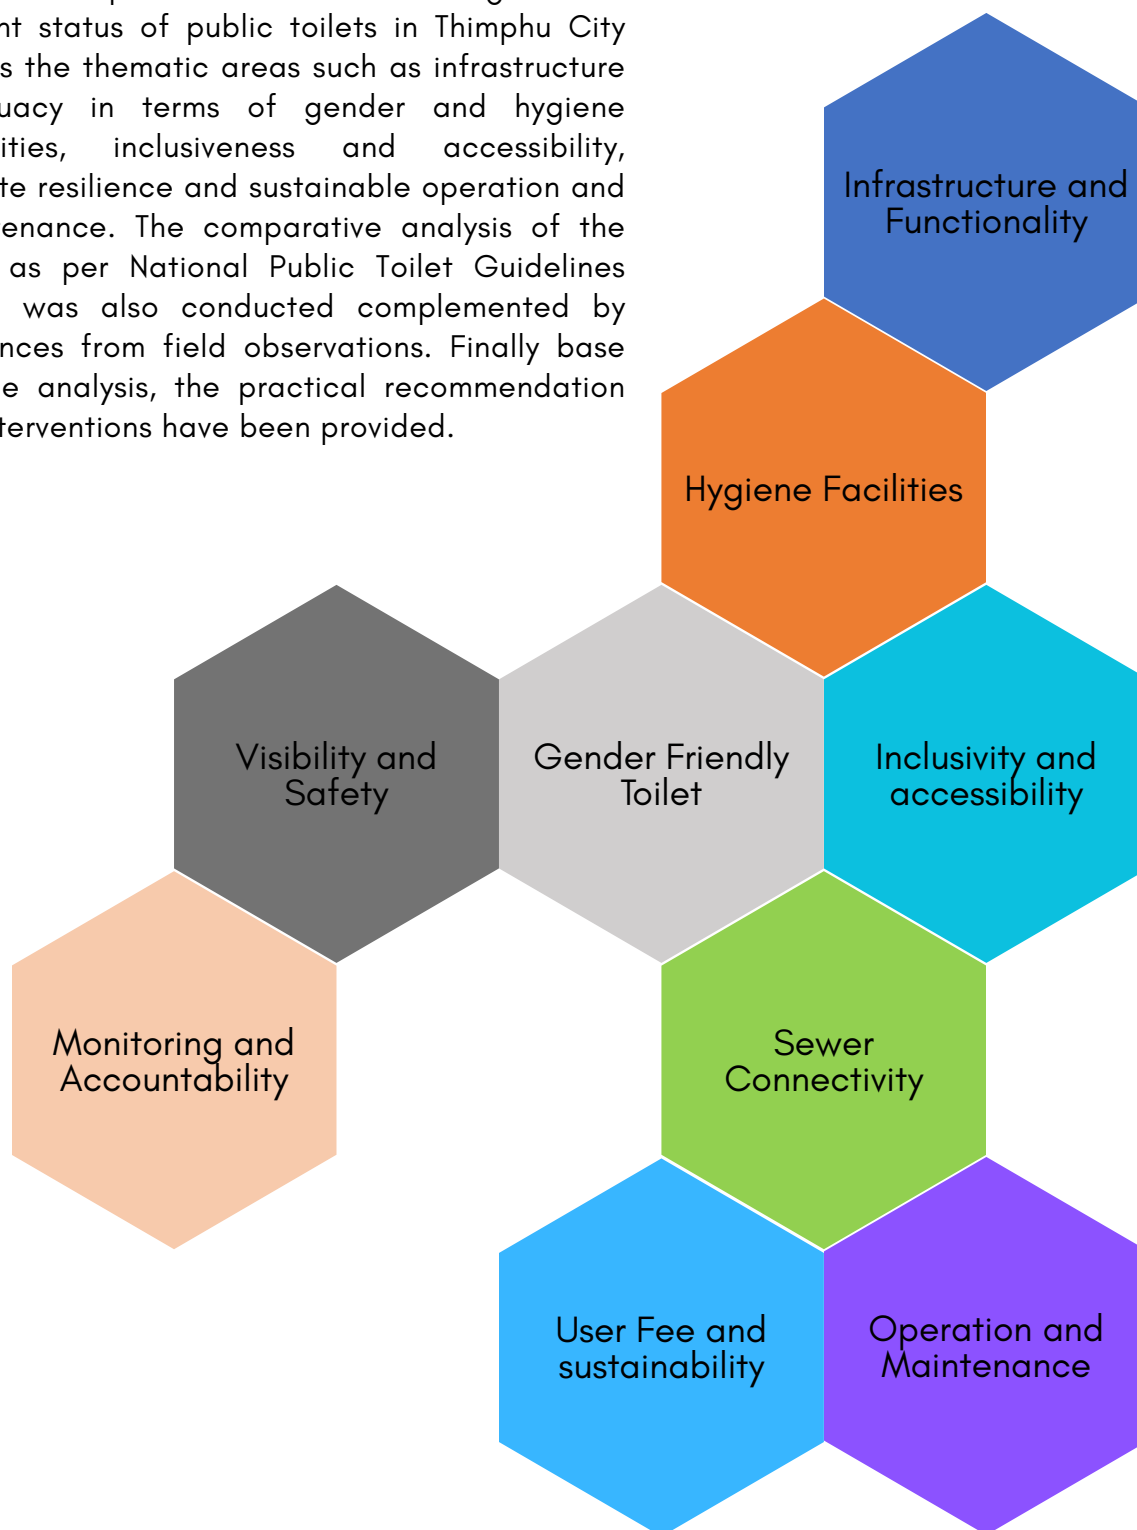 nt status of public toilets in Thimphu City
s the thematic areas such as infrastructure
uacy in terms of gender and hygiene
ities, inclusiveness and accessibility,
te resilience and sustainable operation and
enance. The comparative analysis of the
as per National Public Toilet Guidelines
was also conducted complemented by
nces from field observations. Finally base
e analysis, the practical recommendation
terventions have been provided.
Infrastructure and
Functionality
Hygiene Facilities
Visibility and
Safety
Gender Friendly
Toilet
Inclusivity and
accessibility
Monitoring and
Accountability
Sewer
Connectivity
User Fee and
sustainability
Operation and
Maintenance